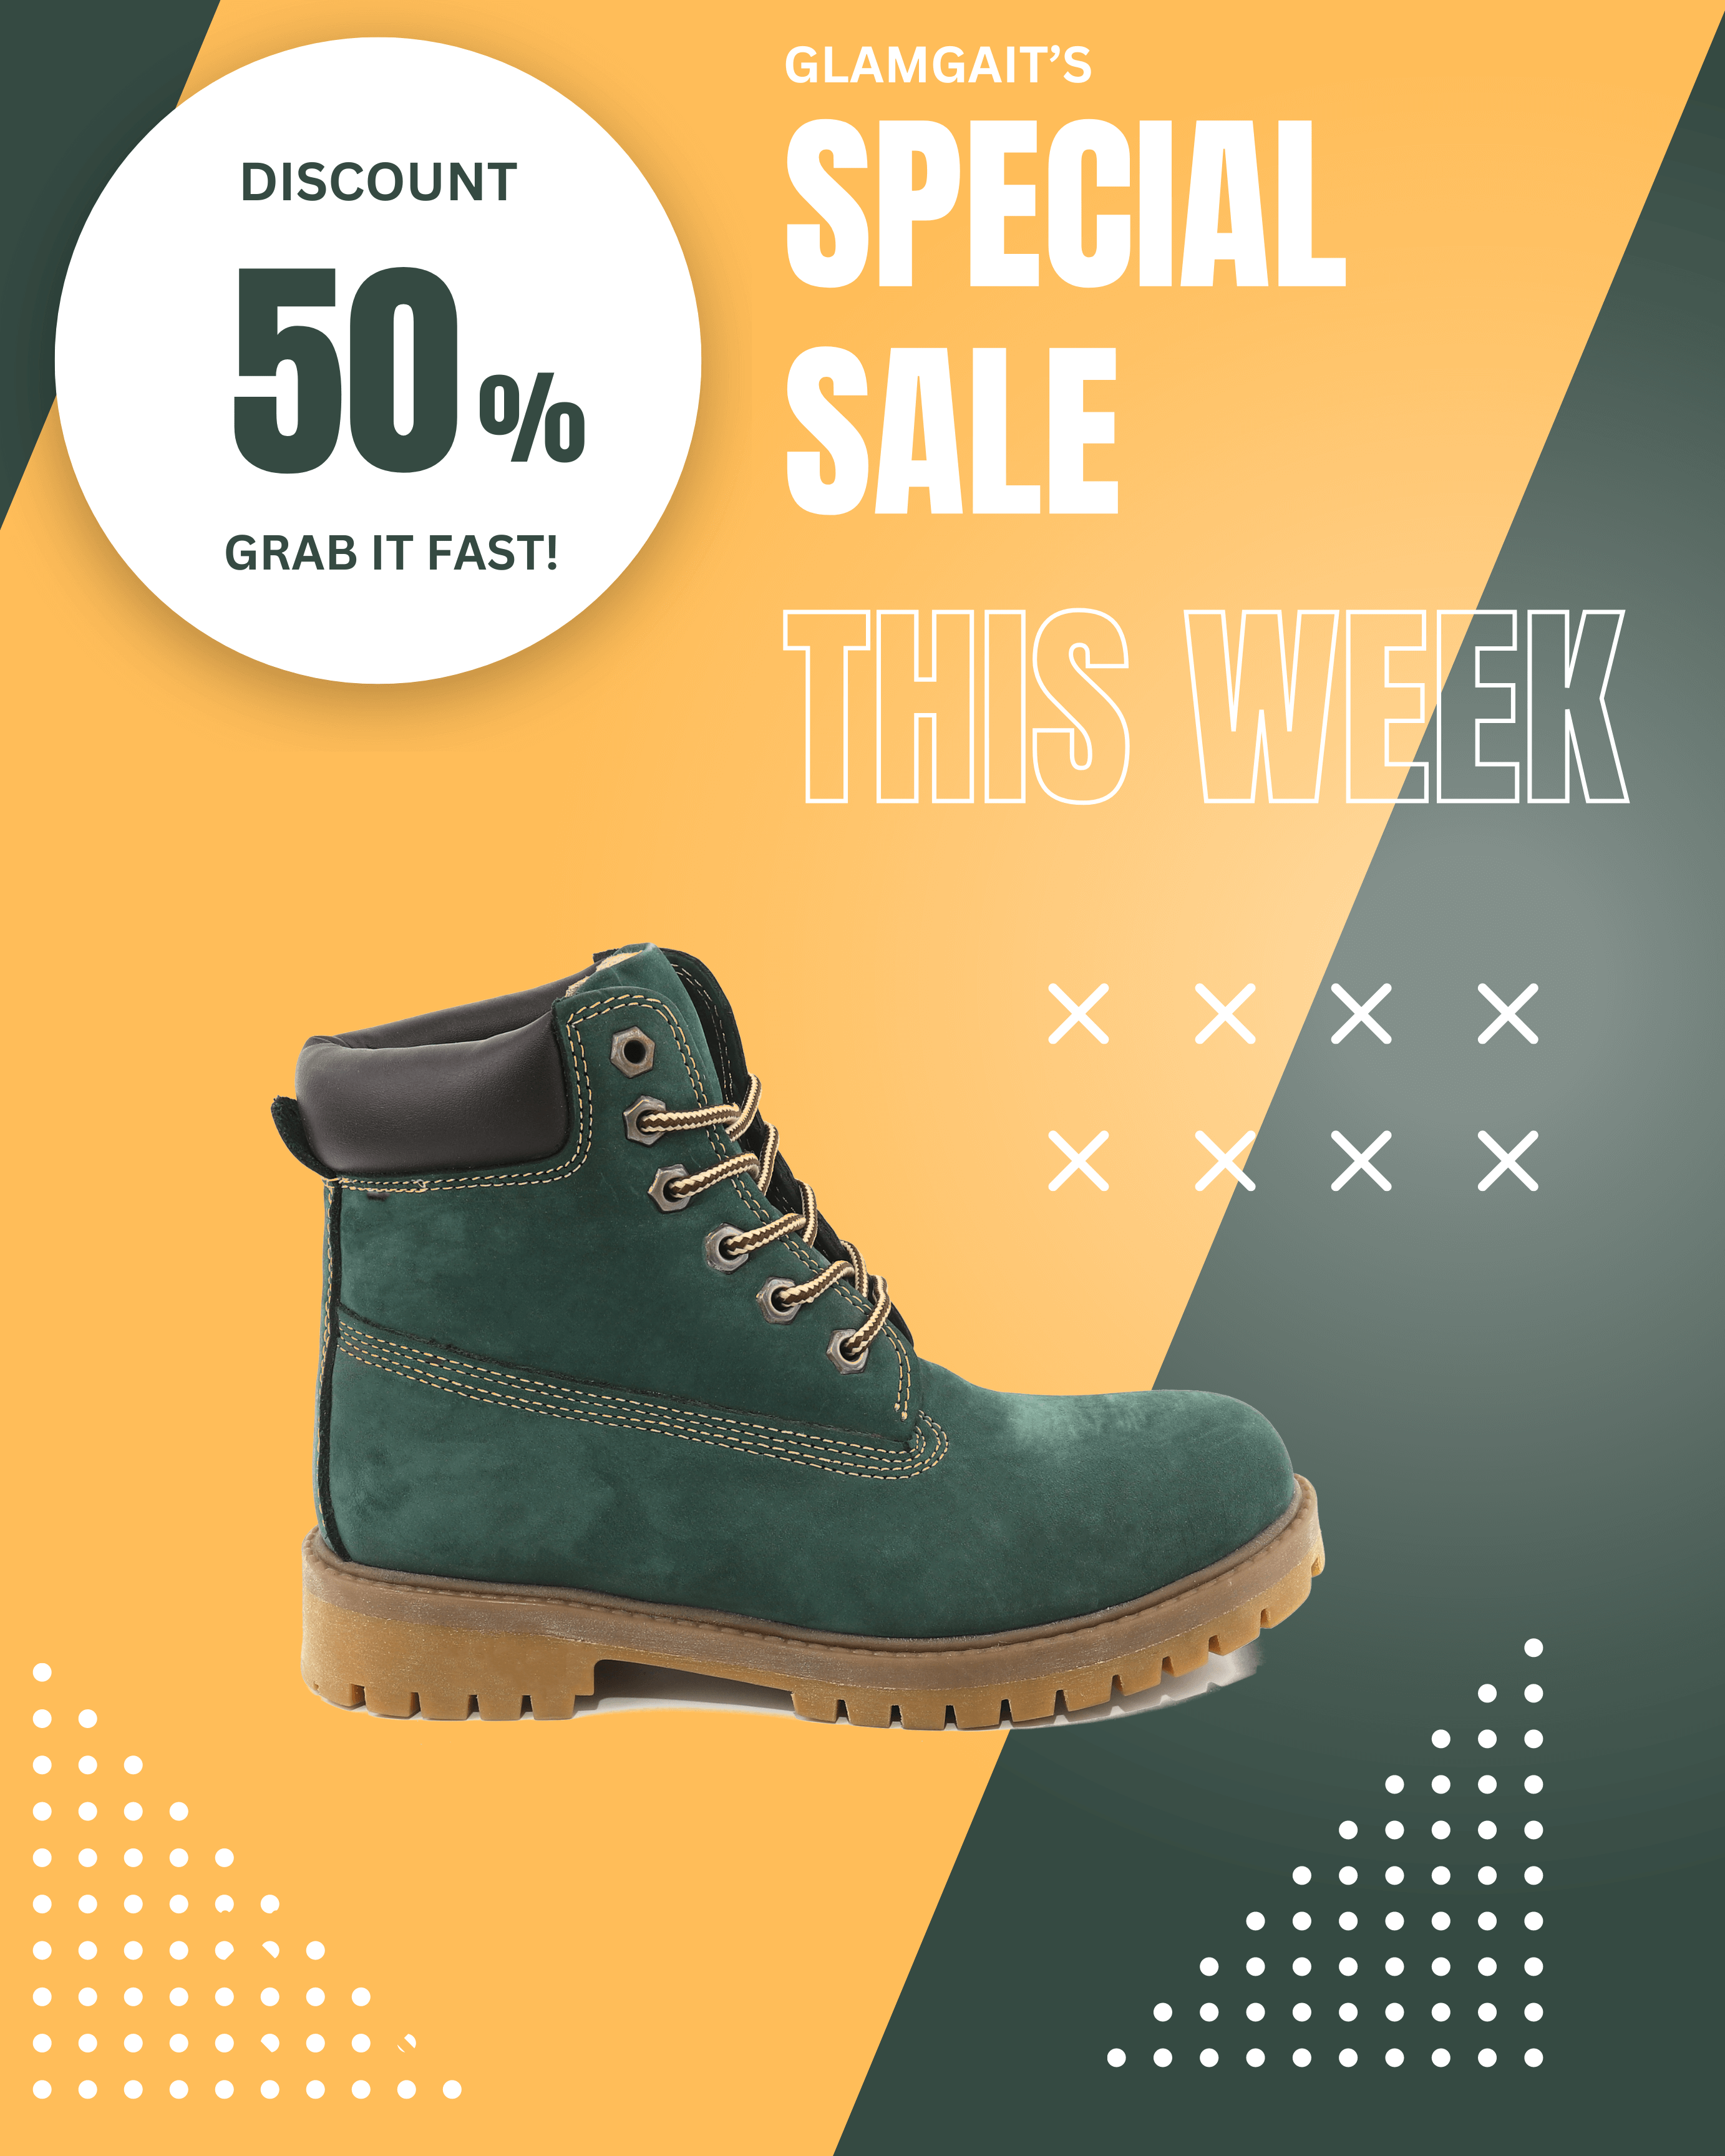 DISCOUNT
50%
GRAB IT FAST!
GLAMGAIT’S
SPECIAL
SALE
THIS WEEK